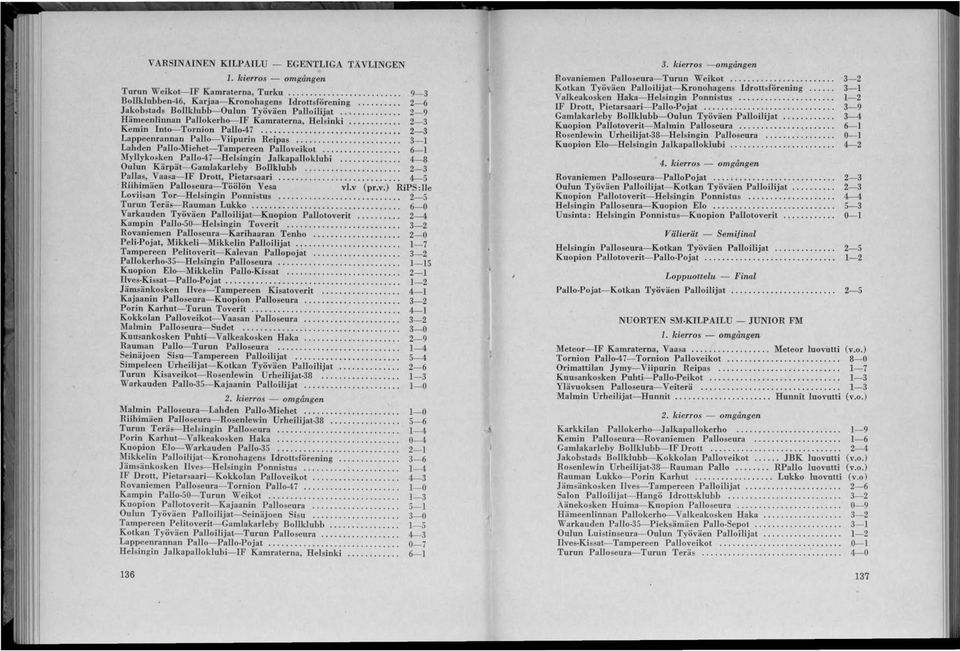 VARSINAINEN KILPAILU — EGENTLIGA TÄVLINGEN
1. kierros — omgången
Turun Weikot—IF Kamraterna, Turku ........ 9—3
Bollklubben-46, Karjaa—Kronohagens Idrottsförening ........ 2—6
Jakobstads Bollklubb—Oulun Työväen Palloilijat ........ 2—9
Hämeenlinnan Pallokerho—IF Kamraterna, Helsinki ........ 2—3
Kemin Into—Tornion Pallo-47 ........ 2—3
Lappeenrannan Pallo—Viipurin Reipas ........ 3—1
Lahden Pallo-Miehet—Tampereen Palloveikot ........ 6—1
Myllykosken Pallo-47—Helsingin Jalkapalloklubi ........ 4—8
Oulun Kärpät—Gamlakarleby Bollklubb ........ 2—3
Pallas, Vaasa—IF Drott, Pietarsaari ........ 4—5
Riihimäen Palloseura—Töölön Vesa vl.v (pr.v.) RiPS:lle
Loviisan Tor—Helsingin Ponnistus ........ 2—5
Turun Teräs—Rauman Lukko ........ 6—0
Varkauden Työväen Palloilijat—Kuopion Pallotoverit ........ 2—4
Kampin Pallo-50—Helsingin Toverit ........ 3—2
Rovaniemen Palloseura—Karihaaran Tenho ........ 2—0
Peli-Pojat, Mikkeli—Mikkelin Palloilijat ........ 1—7
Tampereen Pelitoverit—Kalevan Pallopojat ........ 3—2
Pallokerho-35—Helsingin Palloseura ........ 1—15
Kuopion Elo—Mikkelin Pallo-Kissat ........ 2—1
Ilves-Kissat—Pallo-Pojat ........ 1—2
Jämsänkosken Ilves—Tampereen Kisatoverit ........ 4—1
Kajaanin Palloseura—Kuopion Palloseura ........ 3—2
Porin Karhut—Turun Toverit ........ 4—1
Kokkolan Palloveikot—Vaasan Palloseura ........ 3—2
Malmin Palloseura—Sudet ........ 3—0
Kuusankosken Puhti—Valkeakosken Haka ........ 2—9
Rauman Pallo—Turun Palloseura ........ 1—4
Seinäjoen Sisu—Tampereen Palloilijat ........ 5—4
Simpeleen Urheilijat—Kotkan Työväen Palloilijat ........ 2—6
Turun Kisaveikot—Rosenlewin Urheilijat-38 ........ 1—3
Warkauden Pallo-35—Kajaanin Palloilijat ........ 1—0
2. kierros — omgången
Malmin Palloseura—Lahden Pallo-Miehet ........ 1—0
Riihimäen Palloseura—Rosenlewin Urheilijat-38 ........ 5—6
Turun Teräs—Helsingin Palloseura ........ 1—4
Porin Karhut—Valkeakosken Haka ........ 0—4
Kuopion Elo—Warkauden Pallo-35 ........ 2—1
Mikkelin Palloilijat—Kronohagens Idrottsförening ........ 3—6
Jämsänkosken Ilves—Helsingin Ponnistus ........ 1—4
IF Drott, Pietarsaari—Kokkolan Palloveikot ........ 4—3
Rovaniemen Palloseura—Tornion Pallo-47 ........ 1—0
Kampin Pallo-50—Turun Weikot ........ 1—3
Kuopion Pallotoverit—Kajaanin Palloseura ........ 5—1
Oulun Työväen Palloilijat—Seinäjoen Sisu ........ 3—0
Tampereen Pelitoverit—Gamlakarleby Bollklubb ........ 1—5
Kotkan Työväen Palloilijat—Turun Palloseura ........ 4—3
Lappeenrannan Pallo—Pallo-Pojat ........ 0—7
Helsingin Jalkapalloklubi—IF Kamraterna, Helsinki ........ 6—1
136
3. kierros —omgången
Rovaniemen Palloseura—Turun Weikot ........ 3—2
Kotkan Työväen Palloilijat—Kronohagens Idrottsförening ...... 3—1
Valkeakosken Haka—Helsingin Ponnistus ........ 1—2
IF Drott, Pietarsaari—Pallo-Pojat ........ 3—9
Gamlakarleby Bollklubb—Oulun Työväen Palloilijat ........ 3—4
Kuopion Pallotoverit—Malmin Palloseura ........ 6—1
Rosenlewin Urheilijat-38—Helsingin Palloseura ........ 0—1
Kuopion Elo—Helsingin Jalkapalloklubi ........ 4—2
4. kierros — omgången
Rovaniemen Palloseura—PalloPojat ........ 2—3
Oulun Työväen Palloilijat—Kotkan Työväen Palloilijat ........ 2—3
Kuopion Pallotoverit—Helsingin Ponnistus ........ 4—4
Helsingin Palloseura—Kuopion Elo ........ 5—3
Uusinta: Helsingin Ponnistus—Kuopion Pallotoverit ........ 0—1
Välierät — Semifinal
Helsingin Palloseura—Kotkan Työväen Palloilijat ........ 2—5
Kuopion Pallotoverit—Pallo-Pojat ........ 1—2
Loppuottelu — Final
Pallo-Pojat—Kotkan Työväen Palloilijat ........ 2—5
NUORTEN SM-KILPAILU — JUNIOR FM
1. kierros — omgången
Meteor—IF Kamraterna, Vaasa ........ Meteor luovutti (v.o.)
Tornion Pallo-47—Tornion Palloveikot ........ 8—0
Orimattilan Jymy—Viipurin Reipas ........ 1—7
Kuusankosken Puhti—Pallo-Peikot ........ 1—3
Ylävuoksen Palloseura—Veiterä ........ 1—3
Malmin Urheilijat—Hunnit ........ Hunnit luovutti (v.o.)
2. kierros — omgången
Karkkilan Pallokerho—Jalkapallokerho ........ 1—9
Kemin Palloseura—Rovaniemen Palloseura ........ 1—6
Gamlakarleby Bollklubb—IF Drott ........ 2—4
Jakobstads Bollklubb—Kokkolan Palloveikot ...... JBK luovutti (v.o.)
Rosenlewin Urheilijat-38—Rauman Pallo ........ RPallo luovutti (v.o.)
Rauman Lukko—Porin Karhut ........ Lukko luovutti (v.o)
Jämsänkosken Ilves—Tampereen Palloilijat ........ 2—6
Salon Palloilijat—Hangö Idrottsklubb ........ 3—2
Äänekosken Huima—Kuopion Palloseura ........ 0—9
Hämeenlinnan Pallokerho—Valkeakosken Haka ........ 3—2
Warkauden Pallo-35—Pieksämäen Pallo-Sepot ........ 3—1
Oulun Luistinseura—Oulun Työväen Palloilijat ........ 1—2
Ilves-Kissat—Tampereen Palloveikot ........ 0—1
Turun Palloseura—Turun Teräs ........ 4—0
137